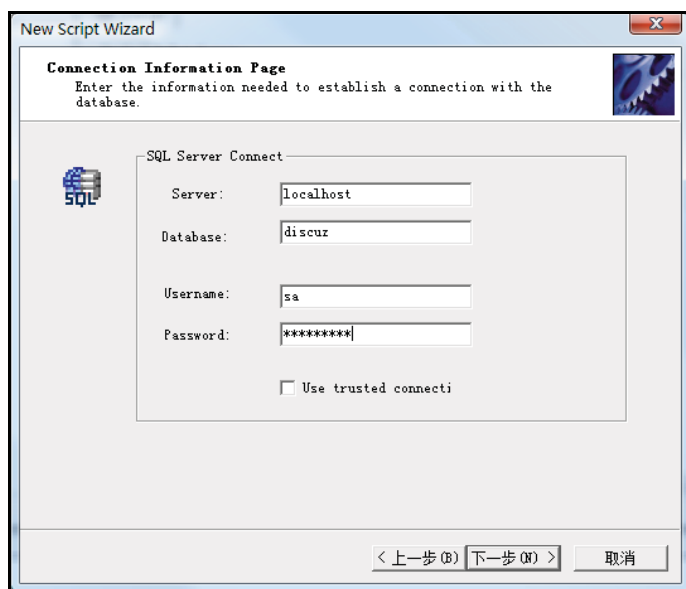 New Script Wizard
Connection Information Page
Enter the information needed to establish a connection with the
database.
SQL Server Connect
SQL
Server:
localhost
Database:
discuz
Username:
sa
Password:
*********
Use trusted connecti
< 上一步(B)
下一步(N) >
取消